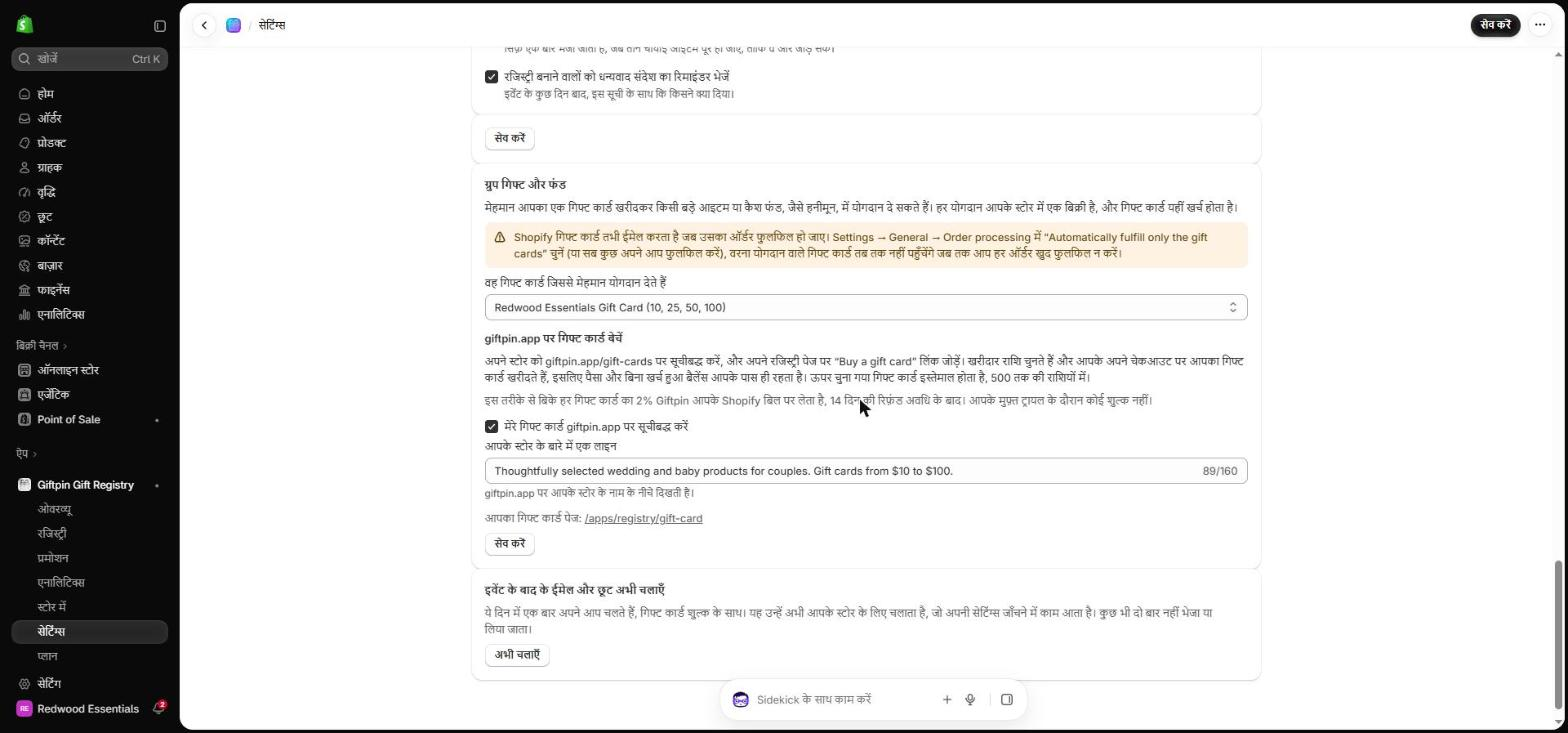 सेटिंग्स
सेव करें
खोजें
Ctrl K
होम
ऑर्डर
प्रोडक्ट
ग्राहक
वृद्धि
छूट
कॉन्टेंट
बाज़ार
फाइनेंस
एनालिटिक्स
बिक्री चैनल
ऑनलाइन स्टोर
एजेंटिक
Point of Sale
ऐप
Giftpin Gift Registry
ओवरव्यू
रजिस्ट्री
प्रमोशन
एनालिटिक्स
स्टोर में
सेटिंग्स
प्लान
सेटिंग
RE
Redwood Essentials
2
सिर्फ़ एक बार भेजा जाता है, जब तीन चौथाई आइटम पूरे हो जाएँ, ताकि वे और जोड़ सकें।
रजिस्ट्री बनाने वालों को धन्यवाद संदेश का रिमाइंडर भेजें
इवेंट के कुछ दिन बाद, इस सूची के साथ कि किसने क्या दिया।
सेव करें
ग्रुप गिफ्ट और फंड
मेहमान आपका एक गिफ्ट कार्ड खरीदकर किसी बड़े आइटम या कैश फंड, जैसे हनीमून, में योगदान दे सकते हैं। हर योगदान आपके स्टोर में एक बिक्री है, और गिफ्ट कार्ड यहीं खर्च होता है।
Shopify गिफ्ट कार्ड तभी ईमेल करता है जब उसका ऑर्डर फ़ुलफिल हो जाए। Settings → General → Order processing में “Automatically fulfill only the gift
cards” चुनें (या सब कुछ अपने आप फ़ुलफिल करें), वरना योगदान वाले गिफ्ट कार्ड तब तक नहीं पहुँचेंगे जब तक आप हर ऑर्डर खुद फ़ुलफिल न करें।
वह गिफ्ट कार्ड जिससे मेहमान योगदान देते हैं
Redwood Essentials Gift Card (10, 25, 50, 100)
giftpin.app पर गिफ्ट कार्ड बेचें
अपने स्टोर को giftpin.app/gift-cards पर सूचीबद्ध करें, और अपने रजिस्ट्री पेज पर “Buy a gift card” लिंक जोड़ें। खरीदार राशि चुनते हैं और आपके अपने चेकआउट पर आपका गिफ्ट
कार्ड खरीदते हैं, इसलिए पैसा और बिना खर्च हुआ बैलेंस आपके पास ही रहता है। ऊपर चुना गया गिफ्ट कार्ड इस्तेमाल होता है, 500 तक की राशियों में।
इस तरीके से बिके हर गिफ्ट कार्ड का 2% Giftpin आपके Shopify बिल पर लेता है, 14 दिन की रिफ़ंड अवधि के बाद। आपके मुफ़्त ट्रायल के दौरान कोई शुल्क नहीं।
मेरे गिफ्ट कार्ड giftpin.app पर सूचीबद्ध करें
आपके स्टोर के बारे में एक लाइन
Thoughtfully selected wedding and baby products for couples. Gift cards from $10 to $100.
89/160
giftpin.app पर आपके स्टोर के नाम के नीचे दिखती है।
आपका गिफ्ट कार्ड पेज: /apps/registry/gift-card
सेव करें
इवेंट के बाद के ईमेल और छूट अभी चलाएँ
ये दिन में एक बार अपने आप चलते हैं, गिफ्ट कार्ड शुल्क के साथ। यह उन्हें अभी आपके स्टोर के लिए चलाता है, जो अपनी सेटिंग्स जाँचने में काम आता है। कुछ भी दो बार नहीं भेजा या
लिया जाता।
अभी चलाएँ
Sidekick के साथ काम करें